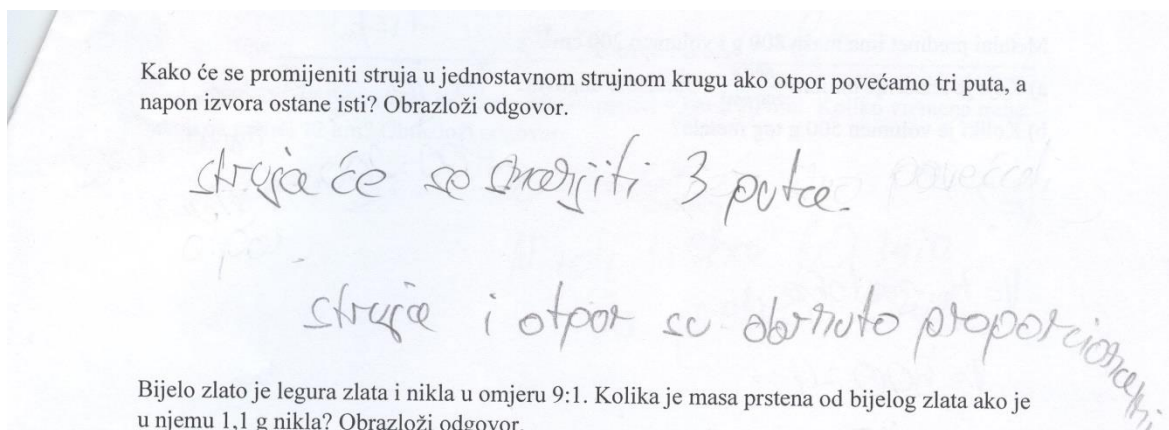 Kako će se promijeniti struja u jednostavnom strujnom krugu ako otpor povećamo tri puta, a
napon izvora ostane isti? Obrazloži odgovor.
struja će se smanjiti 3 puta
struja i otpor su obrnuto proporcionalni
Bijelo zlato je legura zlata i nikla u omjeru 9:1. Kolika je masa prstena od bijelog zlata ako je
u njemu 1,1 g nikla? Obrazloži odgovor.